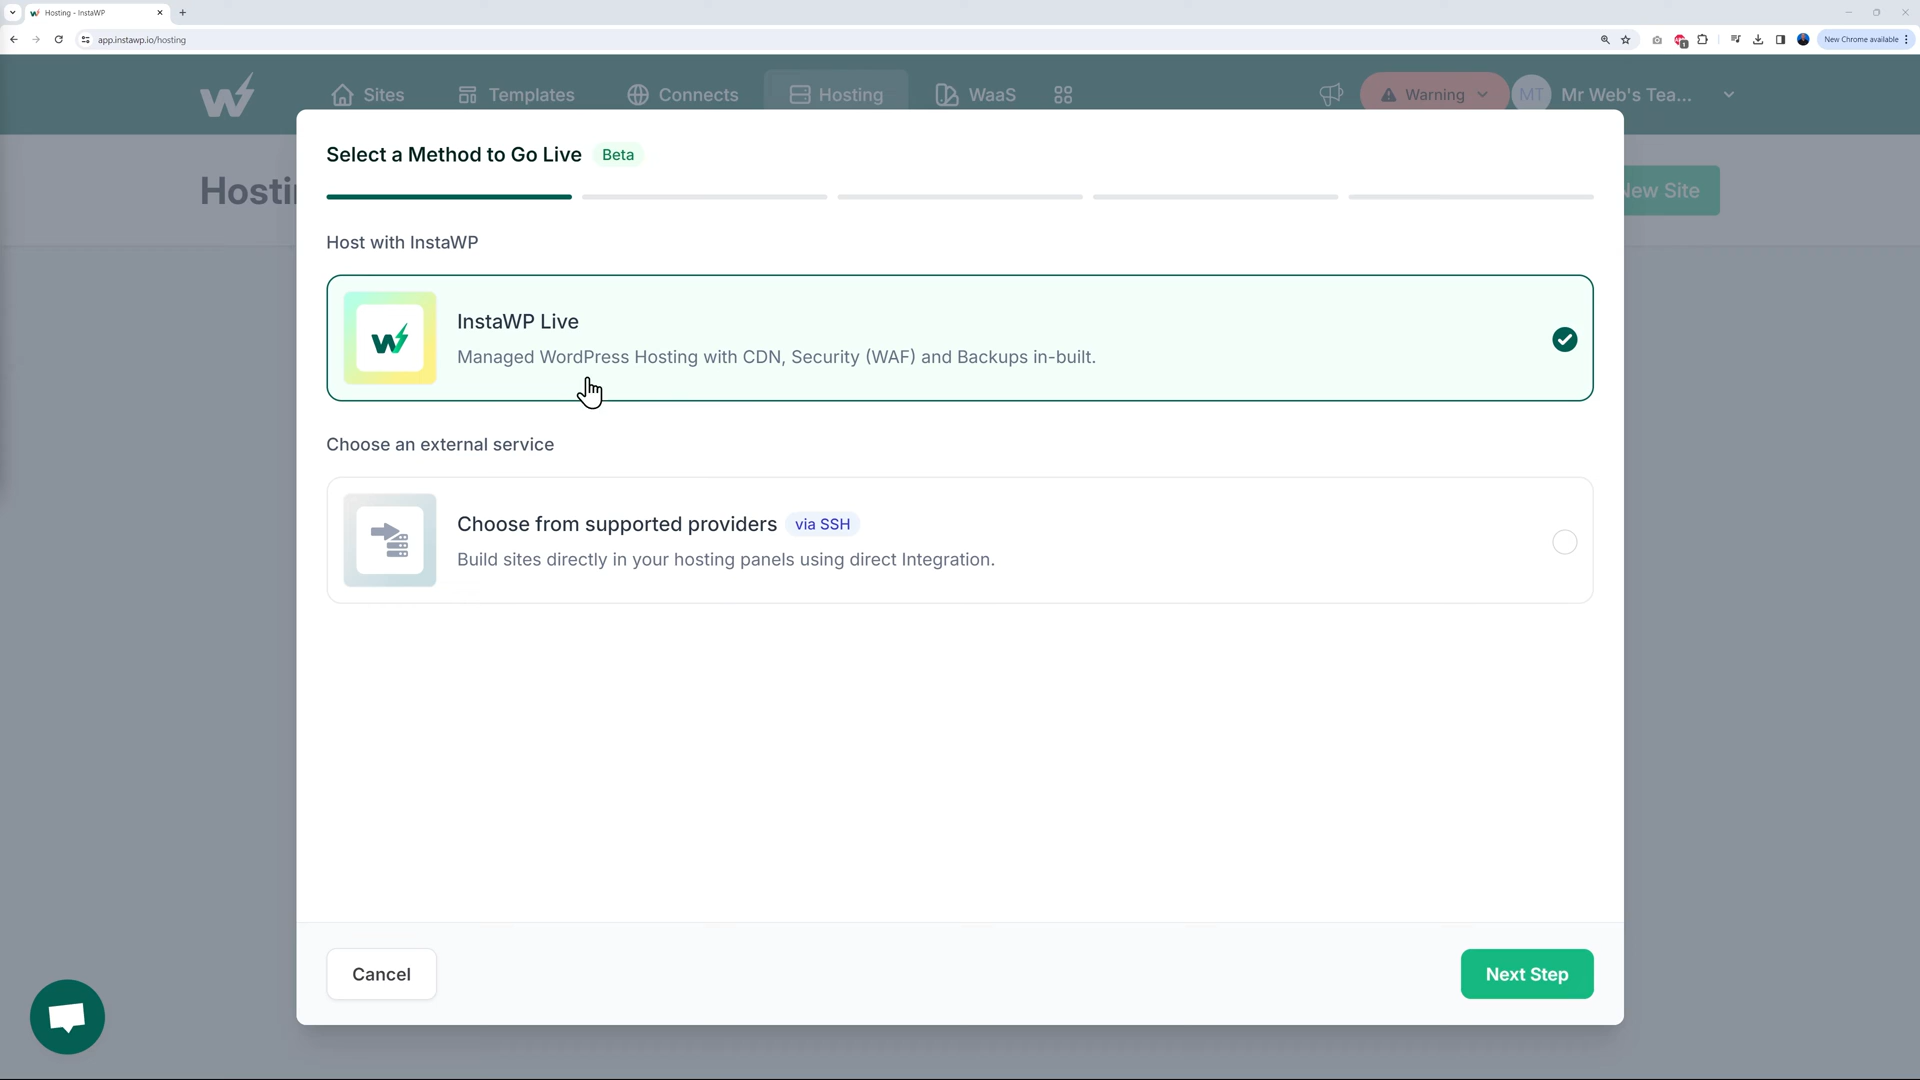 Hosting - InstaWP
app.instawp.io/hosting
New Chrome available
Sites
Templates
Connects
Hosting
WaaS
Warning
MT
Mr Web's Tea...
Hosti
New Site
Select a Method to Go Live
Beta
Host with InstaWP
InstaWP Live
Managed WordPress Hosting with CDN, Security (WAF) and Backups in-built.
Choose an external service
Choose from supported providers
via SSH
Build sites directly in your hosting panels using direct Integration.
Cancel
Next Step